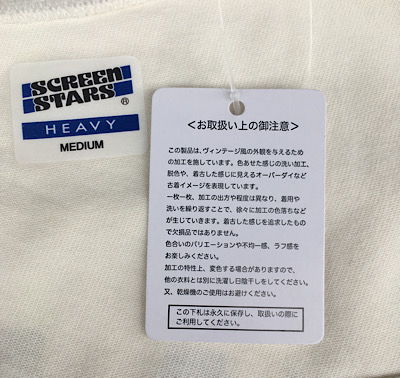 SCREEN
STARS®
HEAVY
MEDIUM
<お取扱い上の御注意>
この製品は、ヴィンテージ風の外観を与えるため
の加工を施しています。色あせた感じの洗い加工、
脱色や、着古した感じに見えるオーバーダイなど
古着イメージを表現しています。
一枚一枚、加工の出方や程度は異なり、着用や
洗いを繰り返すことで、徐々に加工の色落ちなど
が生じていきます。着古した感じを追求したもの
で欠損品ではありません。
色合いのバリエーションや不均一感、ラフ感を
お楽しみください。
加工の特性上、変色する場合がありますので、
他の衣料とは別に洗濯し日陰干しをしてください。
又、乾燥機のご使用はお避けください。
この下札は永久に保存し、取扱いの際に
ご利用してください。